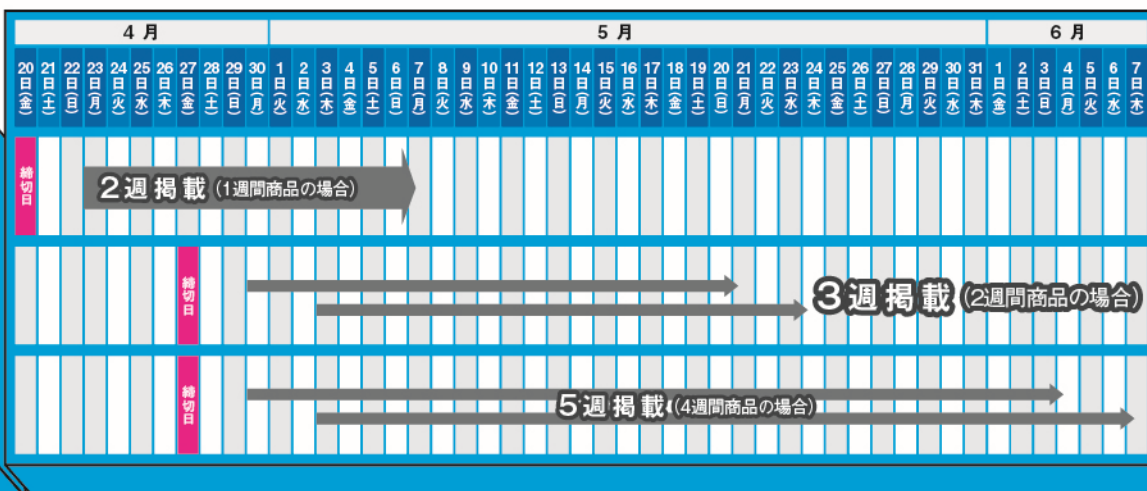 4月 5月 6月
20日(金) 21日(土) 22日(日) 23日(月) 24日(火) 25日(水) 26日(木) 27日(金) 28日(土) 29日(日) 30日(月) 1日(火) 2日(水) 3日(木) 4日(金) 5日(土) 6日(日) 7日(月) 8日(火) 9日(水) 10日(木) 11日(金) 12日(土) 13日(日) 14日(月) 15日(火) 16日(水) 17日(木) 18日(金) 19日(土) 20日(日) 21日(月) 22日(火) 23日(水) 24日(木) 25日(金) 26日(土) 27日(日) 28日(月) 29日(火) 30日(水) 31日(木) 1日(金) 2日(土) 3日(日) 4日(月) 5日(火) 6日(水) 7日(木)
締切日 2週掲載(1週間商品の場合)
締切日 3週掲載(2週間商品の場合)
締切日 5週掲載(4週間商品の場合)